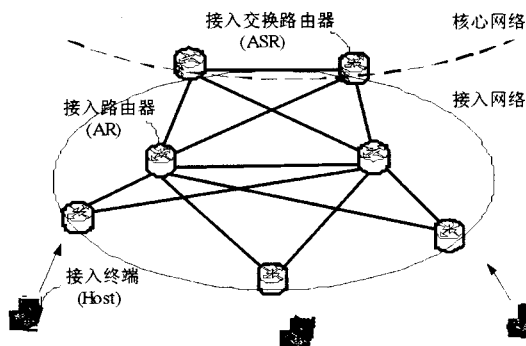 接入交换路由器
(ASR)
核心网络
接入路由器
(AR)
接入网络
接入终端
(Host)